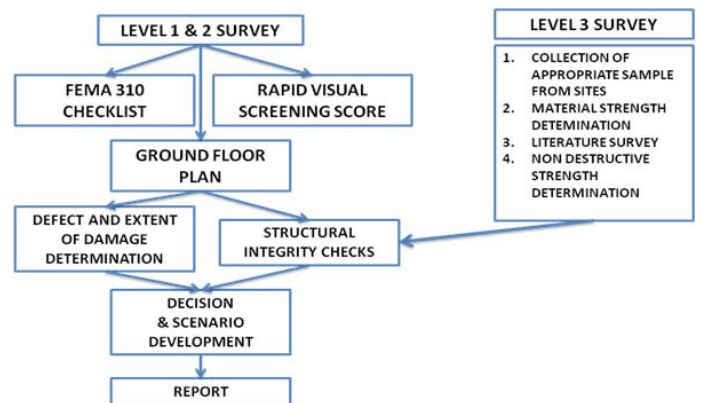 LEVEL 1 & 2 SURVEY
FEMA 310
CHECKLIST
RAPID VISUAL
SCREENING SCORE
GROUND FLOOR
PLAN
DEFECT AND EXTENT
OF DAMAGE
DETERMINATION
STRUCTURAL
INTEGRITY CHECKS
DECISION
& SCENARIO
DEVELOPMENT
REPORT
LEVEL 3 SURVEY
1. COLLECTION OF
APPROPRIATE SAMPLE
FROM SITES
2. MATERIAL STRENGTH
DETEMINATION
3. LITERATURE SURVEY
4. NON DESTRUCTIVE
STRENGTH
DETERMINATION